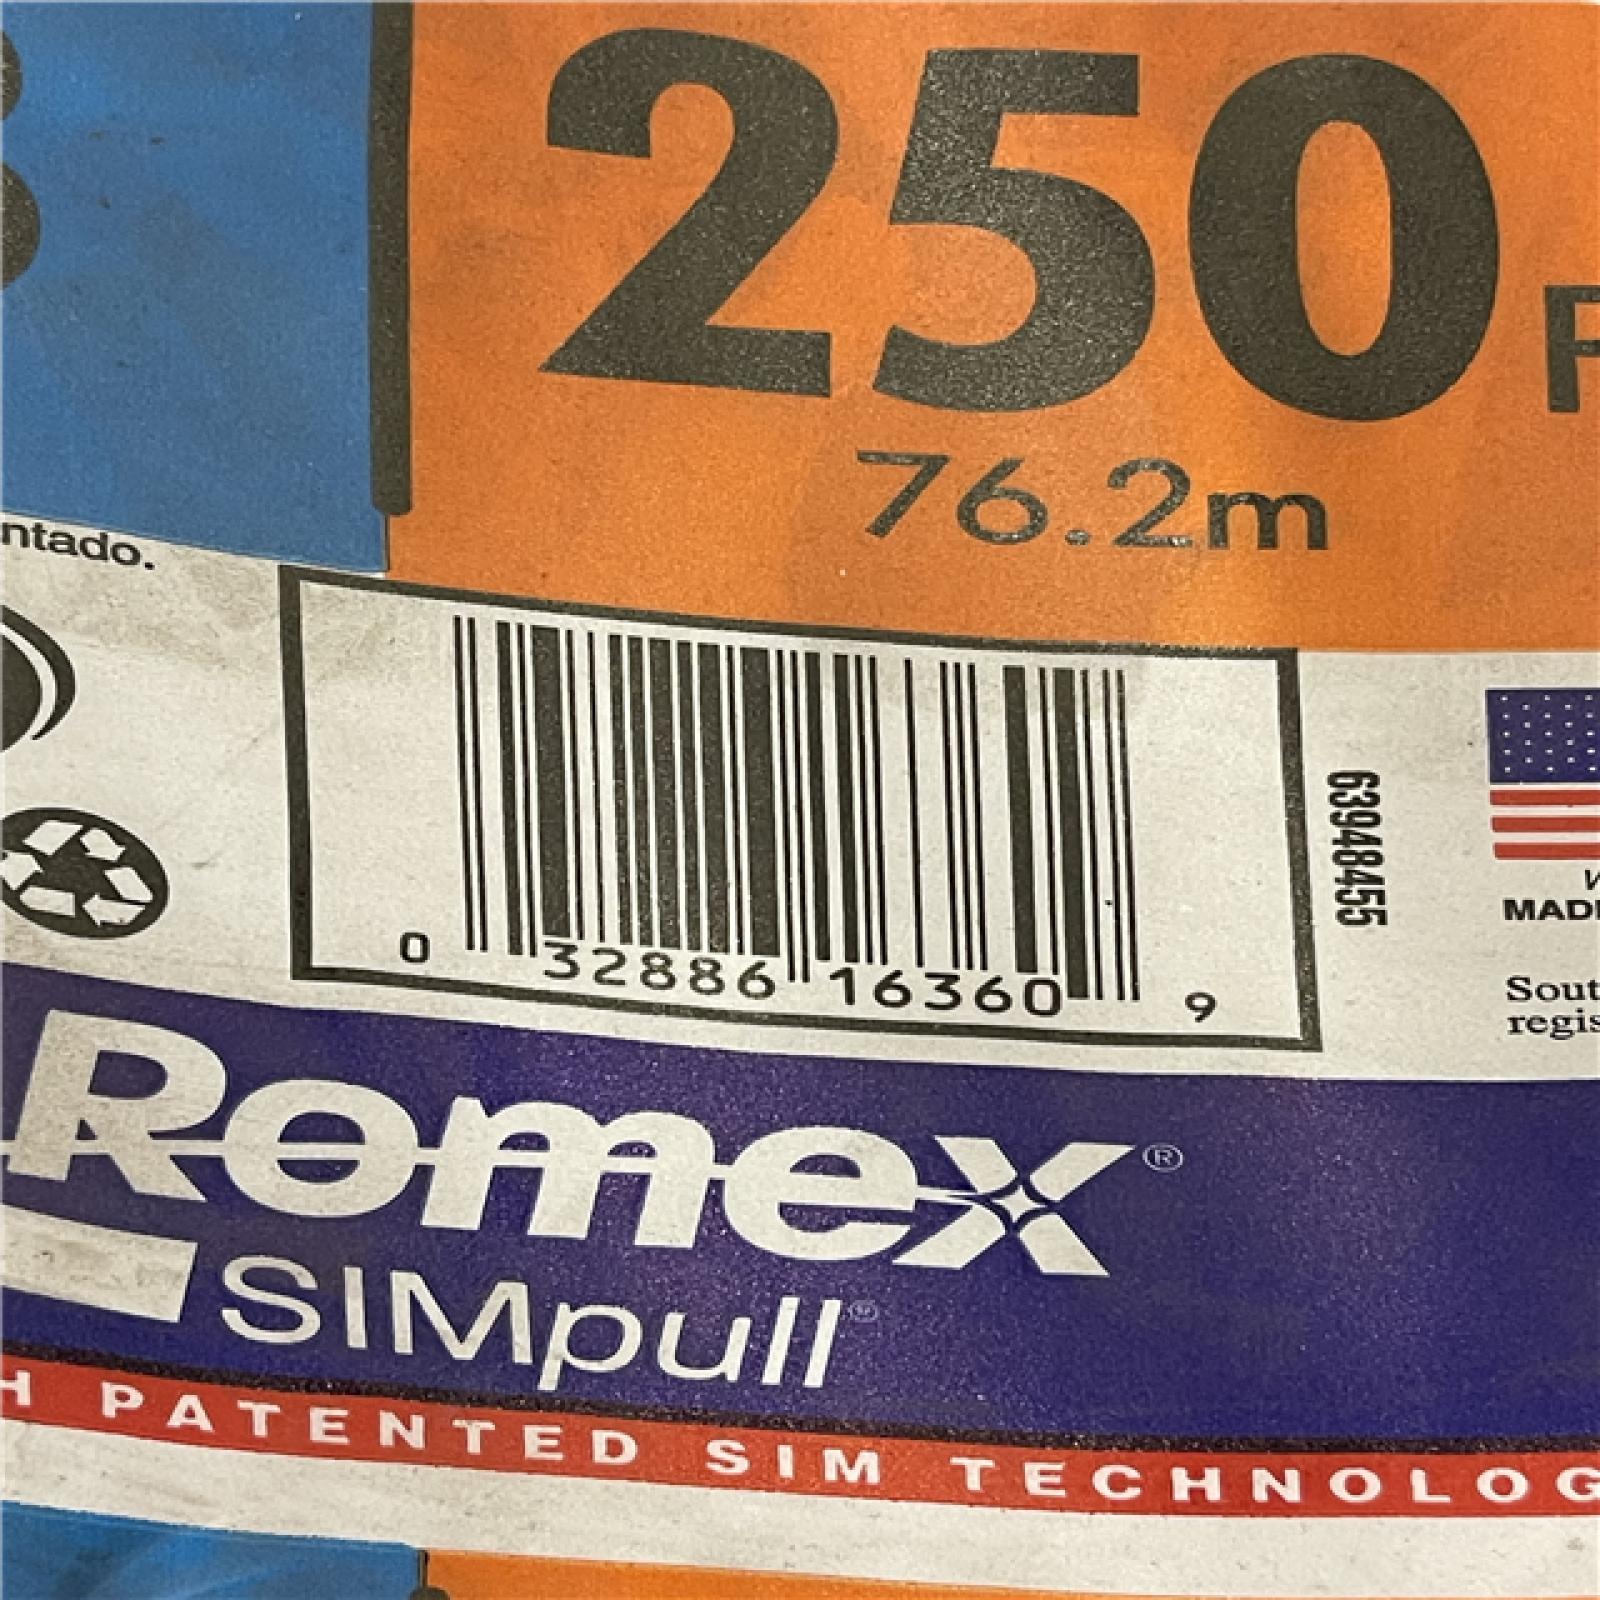 250
76.2m
ntado.
0 32886 16360 9
63948455
MADE
Sout
regis
Romex®
SIMpull®
H PATENTED SIM TECHNOLOG